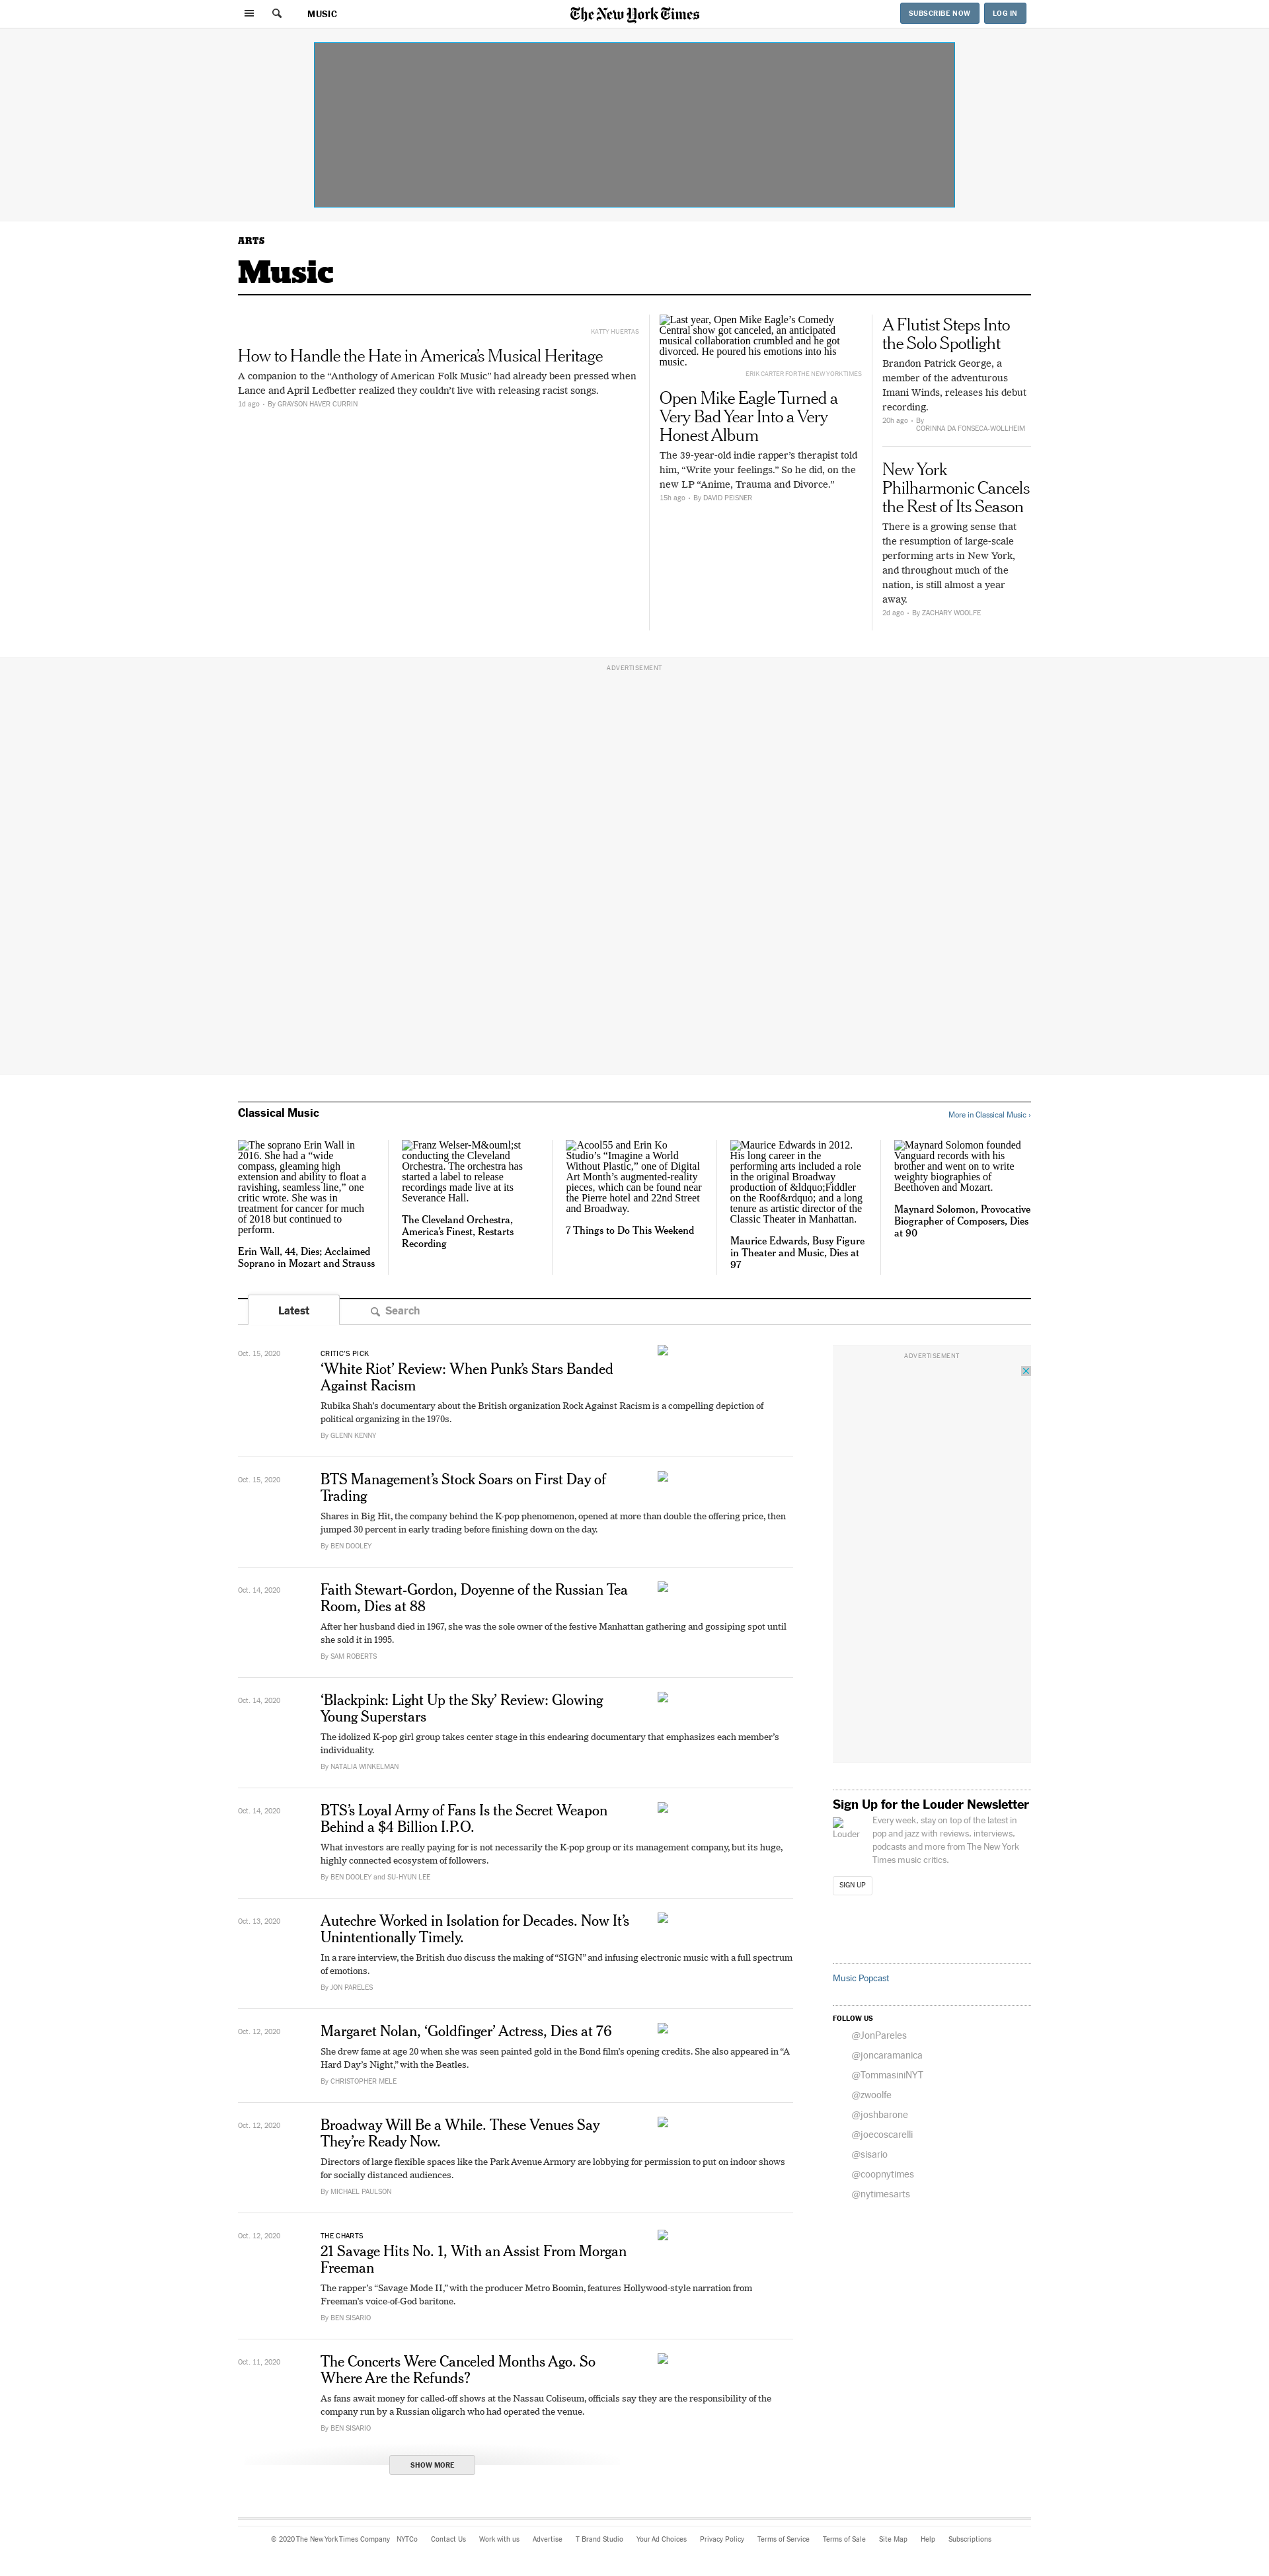 MUSIC
The New York Times
SUBSCRIBE NOW
LOG IN
ARTS
Music
KATTY HUERTAS
How to Handle the Hate in America’s Musical Heritage
A companion to the “Anthology of American Folk Music” had already been pressed when
Lance and April Ledbetter realized they couldn’t live with releasing racist songs.
1d ago • By GRAYSON HAVER CURRIN
Last year, Open Mike Eagle’s Comedy
Central show got canceled, an anticipated
musical collaboration crumbled and he got
divorced. He poured his emotions into his
music.
ERIK CARTER FOR THE NEW YORK TIMES
Open Mike Eagle Turned a
Very Bad Year Into a Very
Honest Album
The 39-year-old indie rapper’s therapist told
him, “Write your feelings.” So he did, on the
new LP “Anime, Trauma and Divorce.”
15h ago • By DAVID PEISNER
A Flutist Steps Into
the Solo Spotlight
Brandon Patrick George, a
member of the adventurous
Imani Winds, releases his debut
recording.
20h ago • By
CORINNA DA FONSECA-WOLLHEIM
New York
Philharmonic Cancels
the Rest of Its Season
There is a growing sense that
the resumption of large-scale
performing arts in New York,
and throughout much of the
nation, is still almost a year
away.
2d ago • By ZACHARY WOOLFE
ADVERTISEMENT
Classical Music
More in Classical Music ›
The soprano Erin Wall in
2016. She had a “wide
compass, gleaming high
extension and ability to float a
ravishing, seamless line,” one
critic wrote. She was in
treatment for cancer for much
of 2018 but continued to
perform.
Erin Wall, 44, Dies; Acclaimed
Soprano in Mozart and Strauss
Franz Welser-M&ouml;st
conducting the Cleveland
Orchestra. The orchestra has
started a label to release
recordings made live at its
Severance Hall.
The Cleveland Orchestra,
America’s Finest, Restarts
Recording
Acool55 and Erin Ko
Studio’s “Imagine a World
Without Plastic,” one of Digital
Art Month’s augmented-reality
pieces, which can be found near
the Pierre hotel and 22nd Street
and Broadway.
7 Things to Do This Weekend
Maurice Edwards in 2012.
His long career in the
performing arts included a role
in the original Broadway
production of &ldquo;Fiddler
on the Roof&rdquo; and a long
tenure as artistic director of the
Classic Theater in Manhattan.
Maurice Edwards, Busy Figure
in Theater and Music, Dies at
97
Maynard Solomon founded
Vanguard records with his
brother and went on to write
weighty biographies of
Beethoven and Mozart.
Maynard Solomon, Provocative
Biographer of Composers, Dies
at 90
Latest
Search
Oct. 15, 2020
CRITIC’S PICK
‘White Riot’ Review: When Punk’s Stars Banded
Against Racism
Rubika Shah’s documentary about the British organization Rock Against Racism is a compelling depiction of
political organizing in the 1970s.
By GLENN KENNY
Oct. 15, 2020
BTS Management’s Stock Soars on First Day of
Trading
Shares in Big Hit, the company behind the K-pop phenomenon, opened at more than double the offering price, then
jumped 30 percent in early trading before finishing down on the day.
By BEN DOOLEY
Oct. 14, 2020
Faith Stewart-Gordon, Doyenne of the Russian Tea
Room, Dies at 88
After her husband died in 1967, she was the sole owner of the festive Manhattan gathering and gossiping spot until
she sold it in 1995.
By SAM ROBERTS
Oct. 14, 2020
‘Blackpink: Light Up the Sky’ Review: Glowing
Young Superstars
The idolized K-pop girl group takes center stage in this endearing documentary that emphasizes each member’s
individuality.
By NATALIA WINKELMAN
Oct. 14, 2020
BTS’s Loyal Army of Fans Is the Secret Weapon
Behind a $4 Billion I.P.O.
What investors are really paying for is not necessarily the K-pop group or its management company, but its huge,
highly connected ecosystem of followers.
By BEN DOOLEY and SU-HYUN LEE
Oct. 13, 2020
Autechre Worked in Isolation for Decades. Now It’s
Unintentionally Timely.
In a rare interview, the British duo discuss the making of “SIGN” and infusing electronic music with a full spectrum
of emotions.
By JON PARELES
Oct. 12, 2020
Margaret Nolan, ‘Goldfinger’ Actress, Dies at 76
She drew fame at age 20 when she was seen painted gold in the Bond film’s opening credits. She also appeared in “A
Hard Day’s Night,” with the Beatles.
By CHRISTOPHER MELE
Oct. 12, 2020
Broadway Will Be a While. These Venues Say
They’re Ready Now.
Directors of large flexible spaces like the Park Avenue Armory are lobbying for permission to put on indoor shows
for socially distanced audiences.
By MICHAEL PAULSON
Oct. 12, 2020
THE CHARTS
21 Savage Hits No. 1, With an Assist From Morgan
Freeman
The rapper’s “Savage Mode II,” with the producer Metro Boomin, features Hollywood-style narration from
Freeman’s voice-of-God baritone.
By BEN SISARIO
Oct. 11, 2020
The Concerts Were Canceled Months Ago. So
Where Are the Refunds?
As fans await money for called-off shows at the Nassau Coliseum, officials say they are the responsibility of the
company run by a Russian oligarch who had operated the venue.
By BEN SISARIO
SHOW MORE
ADVERTISEMENT
Sign Up for the Louder Newsletter
Louder
Every week, stay on top of the latest in
pop and jazz with reviews, interviews,
podcasts and more from The New York
Times music critics.
SIGN UP
Music Popcast
FOLLOW US
@JonPareles
@joncaramanica
@TommasiniNYT
@zwoolfe
@joshbarone
@joecoscarelli
@sisario
@coopnytimes
@nytimesarts
© 2020 The New York Times Company NYTCo Contact Us Work with us Advertise T Brand Studio Your Ad Choices Privacy Policy Terms of Service Terms of Sale Site Map Help Subscriptions